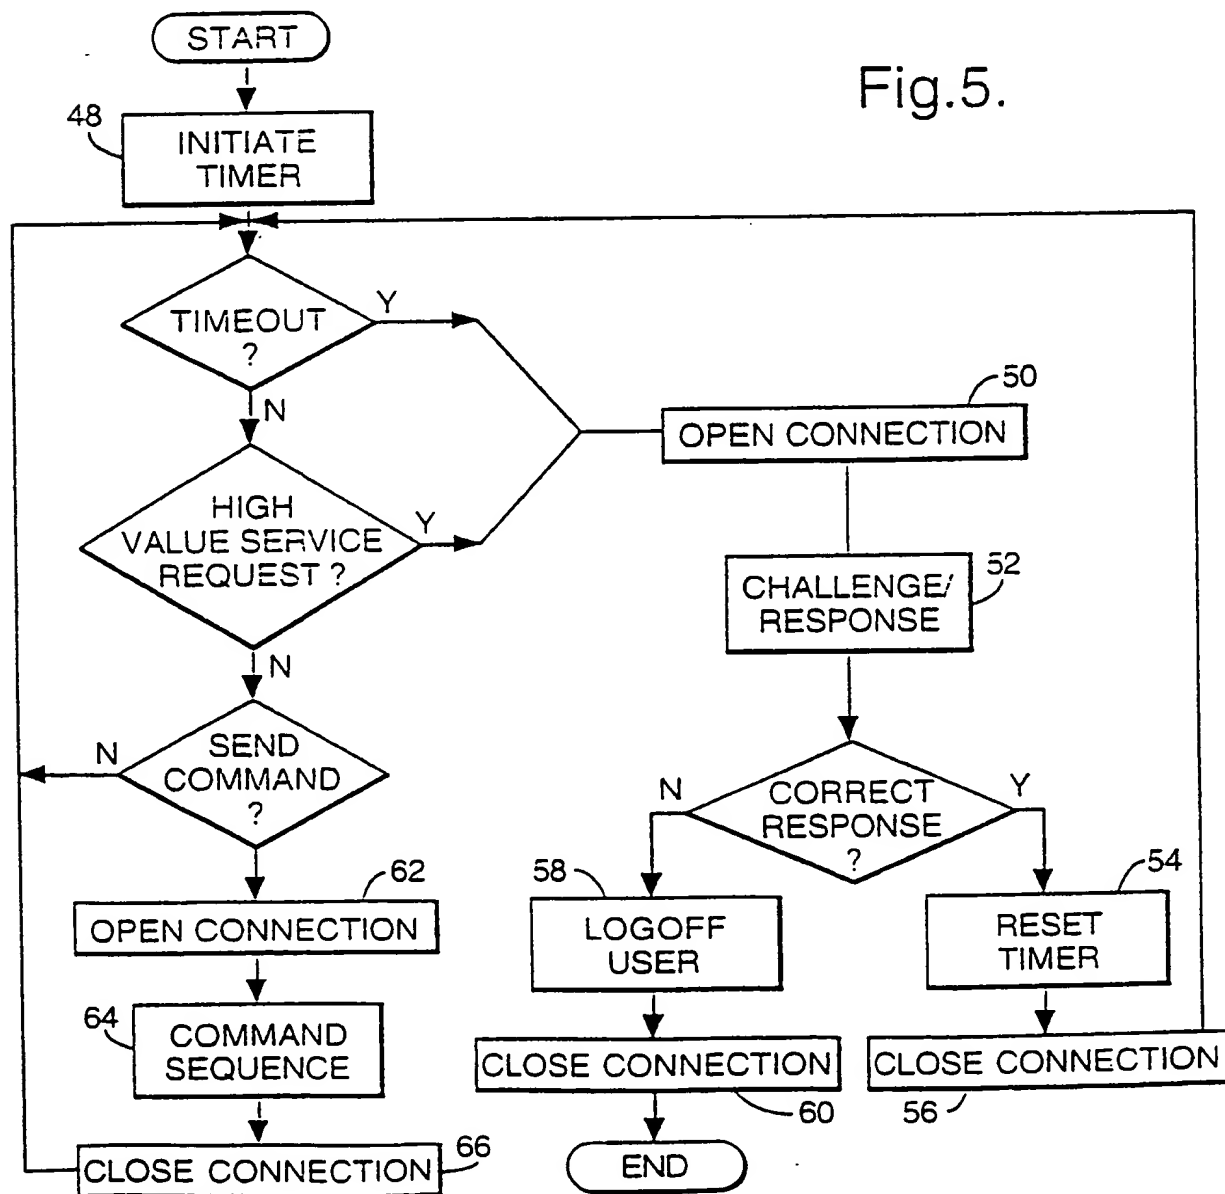 START
Fig.5.
48
INITIATE
TIMER
TIMEOUT
?
Y
N
50
OPEN CONNECTION
HIGH
VALUE SERVICE
REQUEST ?
Y
N
52
CHALLENGE/
RESPONSE
SEND
COMMAND
?
N
CORRECT
RESPONSE
?
N
Y
62
OPEN CONNECTION
58
LOGOFF
USER
54
RESET
TIMER
64
COMMAND
SEQUENCE
CLOSE CONNECTION
60
CLOSE CONNECTION
56
CLOSE CONNECTION
66
END